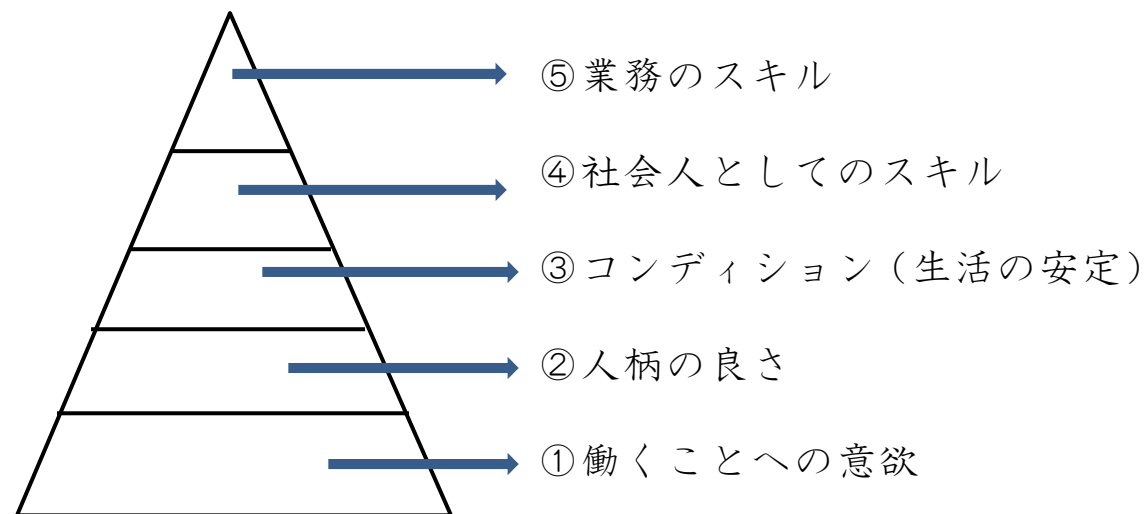 ⑤業務のスキル
④社会人としてのスキル
③コンディション(生活の安定)
②人柄の良さ
①働くことへの意欲